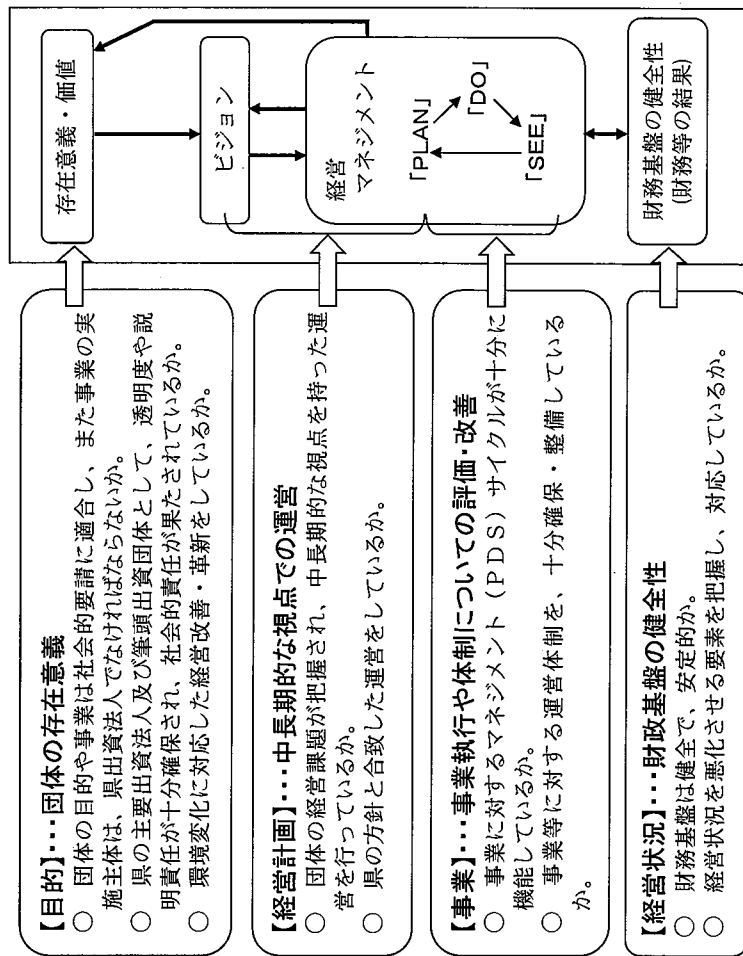 【目的】･･･団体の存在意義
○　団体の目的や事業は社会的要請に適合し、また事業の実
施主体は、県出資法人でなければならないか。
○　県の主要出資法人及び筆頭出資団体として、透明度や説
明責任が十分確保され、社会的責任が果たされているか。
○　環境変化に対応した経営改善・革新をしているか。
【経営計画】･･･中長期的な視点での運営
○　団体の経営課題が把握され、中長期的な視点を持った運
営を行っているか。
○　県の方針と合致した運営をしているか。
【事業】･･･事業執行や体制についての評価・改善
○　事業に対するマネジメント（ＰＤＳ）サイクルが十分に
機能しているか。
○　事業等に対する運営体制を、十分確保・整備している
か。
【経営状況】･･･財政基盤の健全性
○　財務基盤は健全で、安定的か。
○　経営状況を悪化させる要素を把握し、対応しているか。
存在意義・価値
ビジョン
経営
マネジメント
「PLAN」
「DO」
「SEE」
財務基盤の健全性
(財務等の結果)